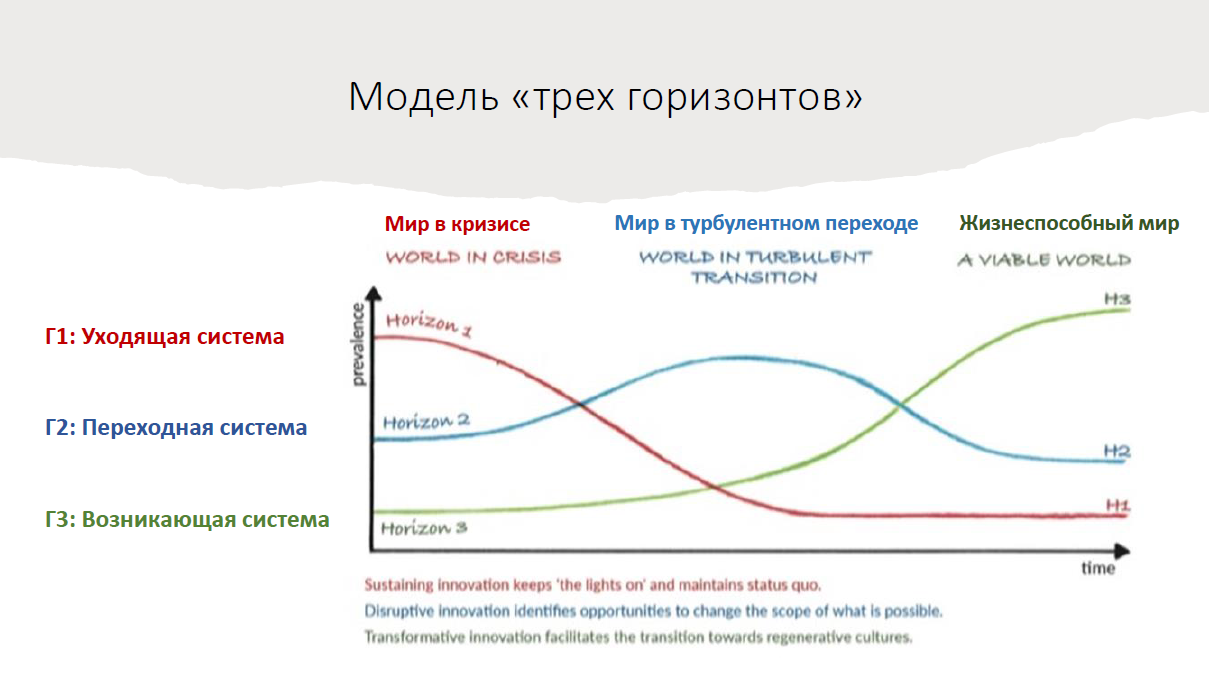 Модель «трех горизонтов»
Мир в кризисе
Мир в турбулентном переходе
Жизнеспособный мир
WORLD IN CRISIS
WORLD IN TURBULENT
TRANSITION
A VIABLE WORLD
prevalence
Horizon 1
H3
Г1: Уходящая система
Horizon 2
Г2: Переходная система
H2
H1
Г3: Возникающая система
Horizon 3
time
Sustaining innovation keeps 'the lights on' and maintains status quo.
Disruptive innovation identifies opportunities to change the scope of what is possible.
Transformative innovation facilitates the transition towards regenerative cultures.